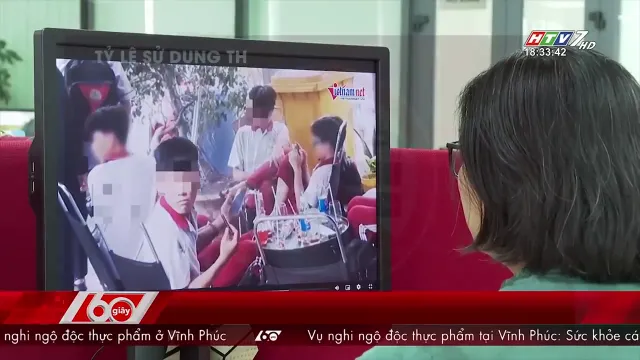 TỶ LỆ SỬ DỤNG TH
HTV7 HD
18:33:42
Vietnamnet
60 giây
nghi ngộ độc thực phẩm ở Vĩnh Phúc 60 Vụ nghi ngộ độc thực phẩm tại Vĩnh Phúc: Sức khỏe cá